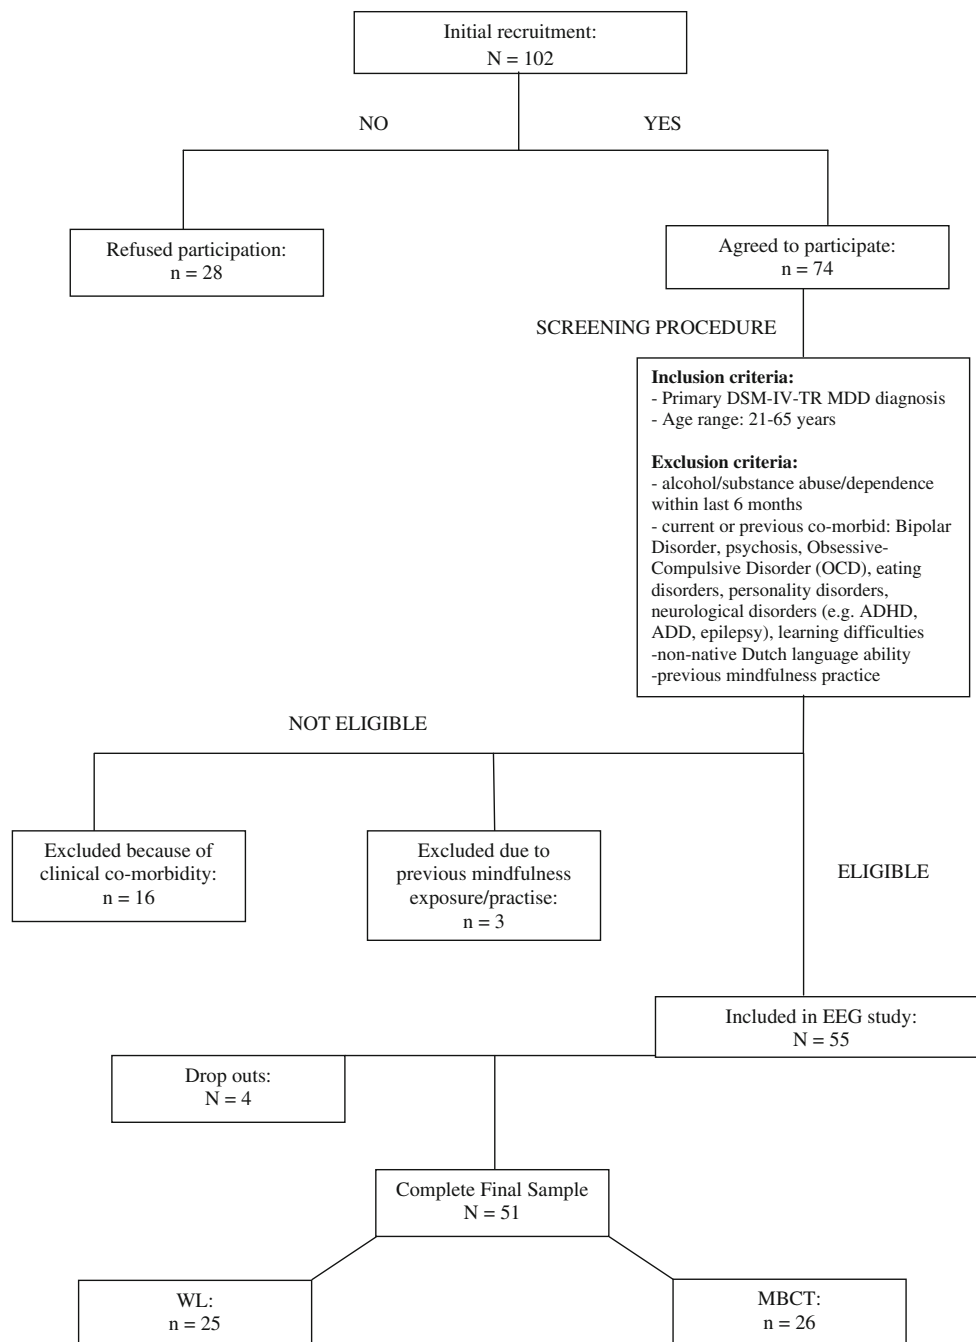 Initial recruitment:
N = 102
NO
YES
Refused participation:
n = 28
Agreed to participate:
n = 74
SCREENING PROCEDURE
Inclusion criteria:
- Primary DSM-IV-TR MDD diagnosis
- Age range: 21-65 years
Exclusion criteria:
- alcohol/substance abuse/dependence
within last 6 months
- current or previous co-morbid: Bipolar
Disorder, psychosis, Obsessive-
Compulsive Disorder (OCD), eating
disorders, personality disorders,
neurological disorders (e.g. ADHD,
ADD, epilepsy), learning difficulties
-non-native Dutch language ability
-previous mindfulness practice
NOT ELIGIBLE
Excluded because of
clinical co-morbidity:
n = 16
Excluded due to
previous mindfulness
exposure/practise:
n = 3
ELIGIBLE
Included in EEG study:
N = 55
Drop outs:
N = 4
Complete Final Sample
N = 51
WL:
n = 25
MBCT:
n = 26